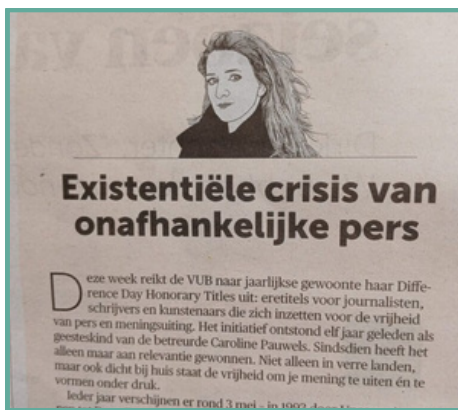 Existentiële crisis van
onafhankelijke pers
Deze week reikt de VUB naar jaarlijkse gewoonte haar Diffe-
rence Day Honorary Titles uit: eretitels voor journalisten,
schrijvers en kunstenaars die zich inzetten voor de vrijheid
van pers en meningsuiting. Het initiatief ontstond elf jaar geleden als
geesteskind van de betreurde Caroline Pauwels. Sindsdien heeft het
alleen maar aan relevantie gewonnen. Niet alleen in verre landen,
maar ook dicht bij huis staat de vrijheid om je mening te uiten én te
vormen onder druk.
Ieder jaar verschijnen er rond 3 mei - in 1993 door